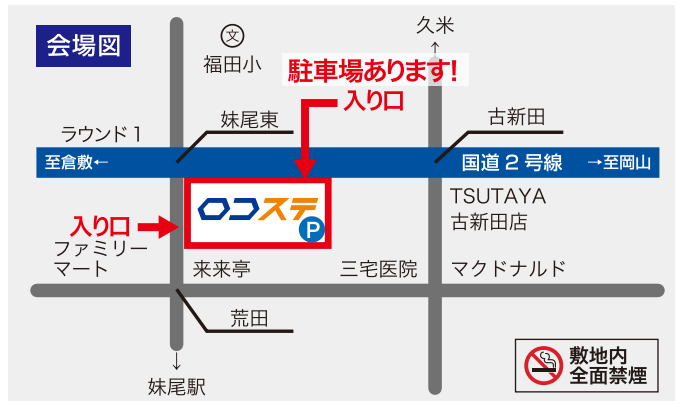 会場図
文
福田小
久米
↑
駐車場あります!
入り口
ラウンド1
妹尾東
古新田
至倉敷←
国道2号線
→至岡山
ロコステ
P
入り口
TSUTAYA
古新田店
ファミリー
マート
来来亭
三宅医院
マクドナルド
荒田
↓
妹尾駅
敷地内
全面禁煙